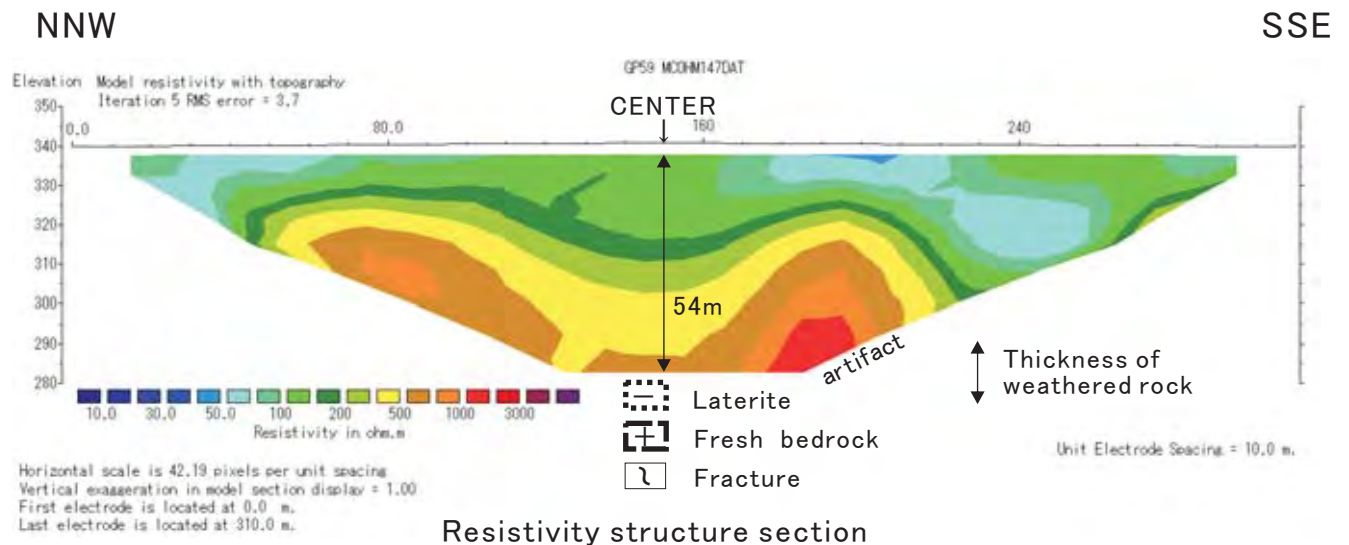 NNW
SSE
Elevation Model resistivity with topography
Iteration 5 RMS error = 3.7
GP59 MCOHM147DAT
CENTER
0.0 80.0 160 240
350
340
330
320
310
300
290
280
54m
artifact
Thickness of
weathered rock
10.0 30.0 50.0 100 200 500 1000 3000
Resistivity in ohm.m
Laterite
Fresh bedrock
Fracture
Unit Electrode Spacing = 10.0 m.
Horizontal scale is 42.19 pixels per unit spacing
Vertical exaggeration in model section display = 1.00
First electrode is located at 0.0 m.
Last electrode is located at 310.0 m.
Resistivity structure section